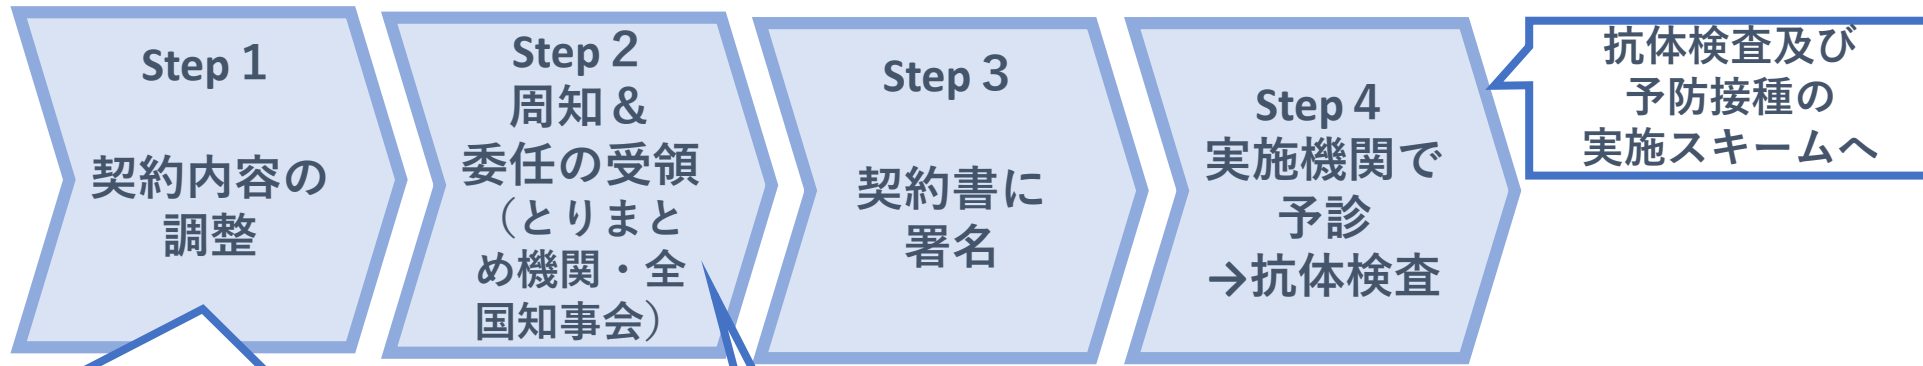 Step 1
契約内容の
調整
Step 2
周知＆
委任の受領
（とりまと
め機関・全
国知事会）
Step 3
契約書に
署名
Step 4
実施機関で
予診
→抗体検査
抗体検査及び
予防接種の
実施スキームへ